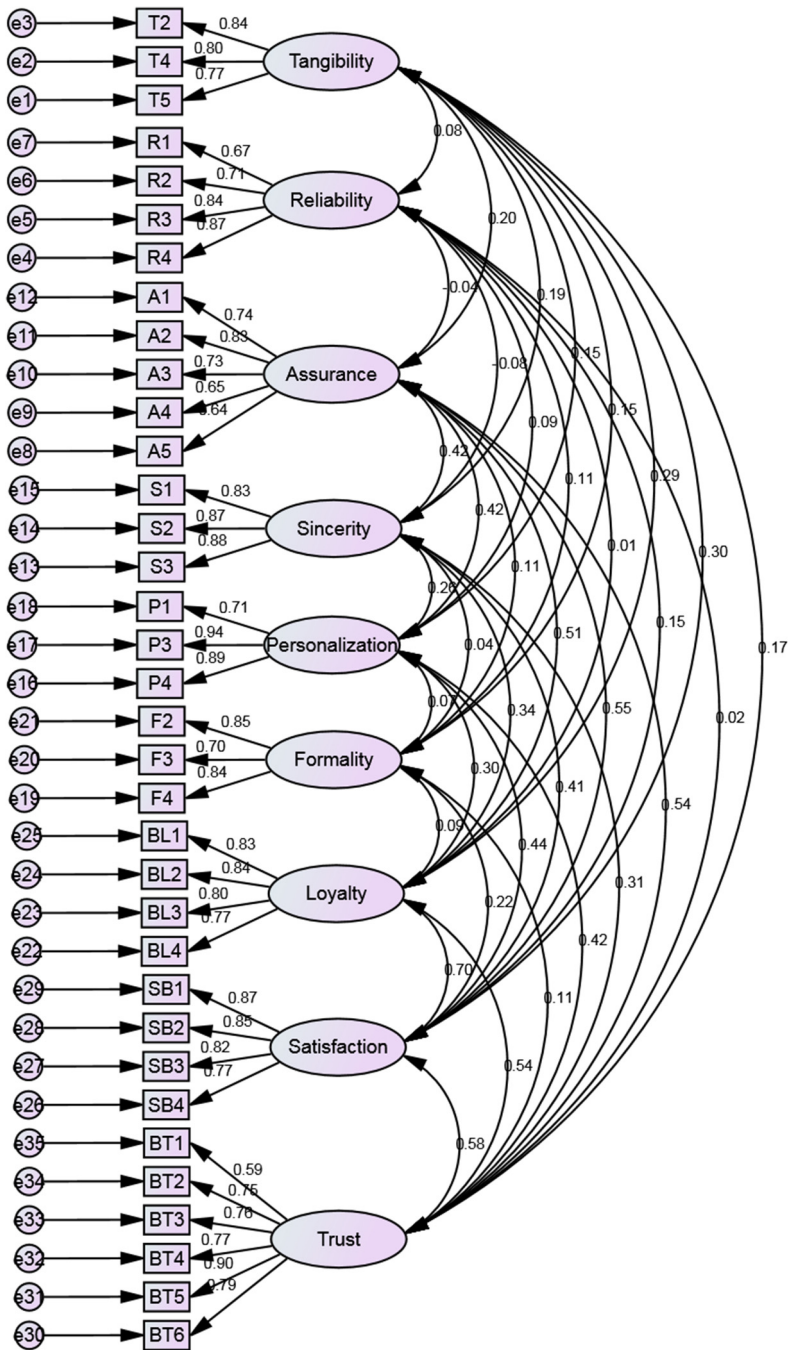 e3 T2 0.84
e2 T4 0.80 Tangibility
e1 T5 0.77
0.08
e7 R1 0.67
e6 R2 0.71 Reliability
e5 R3 0.84 0.20
e4 R4 0.87
e12 A1 0.74 -0.04 0.19
e11 A2 0.83 0.15
e10 A3 0.73 Assurance -0.08
e9 A4 0.65 0.09 0.15
e8 A5 0.64 0.42
e15 S1 0.83 0.11 0.29
e14 S2 0.87 Sincerity 0.42
e13 S3 0.88 0.11 0.01 0.30
e18 P1 0.71 0.26 0.51 0.15
e17 P3 0.94 Personalization 0.04 0.17
e16 P4 0.89 0.07 0.34 0.55
e21 F2 0.85 0.02
e20 F3 0.70 Formality 0.30
e19 F4 0.84 0.41 0.54
e25 BL1 0.83 0.09 0.44
e24 BL2 0.84 0.31
e23 BL3 0.80 Loyalty 0.22
e22 BL4 0.77 0.42
e29 SB1 0.87 0.70 0.11
e28 SB2 0.85
e27 SB3 0.82 Satisfaction 0.54
e26 SB4 0.77
e35 BT1 0.58
e34 BT2 0.59
e33 BT3 0.75 0.76 Trust
e32 BT4 0.77
e31 BT5 0.90
e30 BT6 0.79